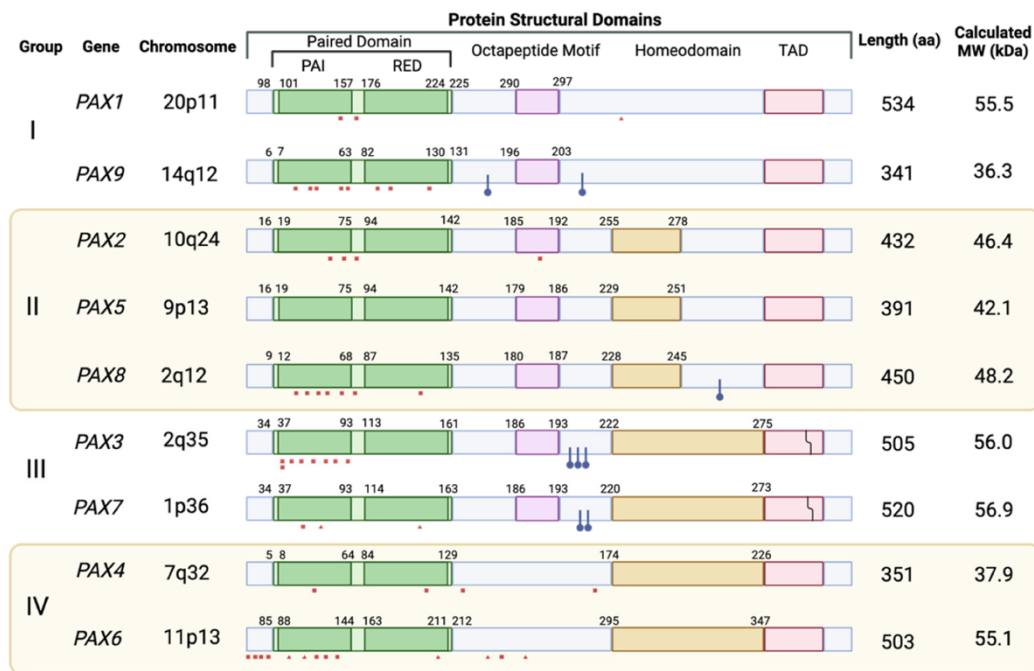 Protein Structural Domains
Group Gene Chromosome Paired Domain Octapeptide Motif Homeodomain TAD Length (aa) Calculated MW (kDa)
PAI RED
98 101 157 176 224 225 290 297
I
PAX1 20p11 534 55.5
6 7 63 82 130 131 196 203
PAX9 14q12 341 36.3
16 19 75 94 142 185 192 255 278
PAX2 10q24 432 46.4
16 19 75 94 142 179 186 229 251
II
PAX5 9p13 391 42.1
9 12 68 87 135 180 187 228 245
PAX8 2q12 450 48.2
34 37 93 113 161 186 193 222 275
PAX3 2q35 505 56.0
III
34 37 93 114 163 186 193 220 273
PAX7 1p36 520 56.9
5 8 64 84 129 174 226
PAX4 7q32 351 37.9
IV
85 88 144 163 211 212 295 347
PAX6 11p13 503 55.1